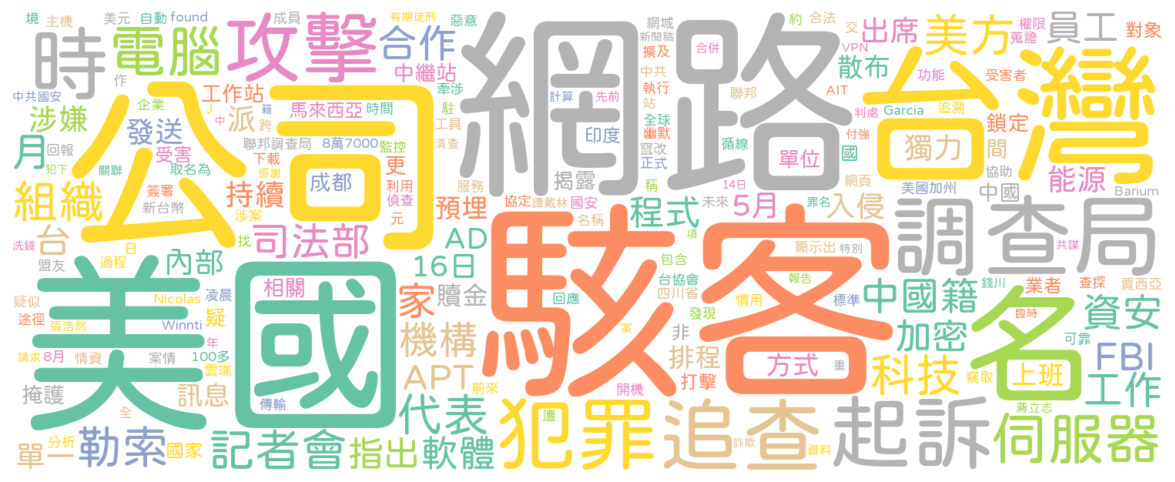 網路
駭客
美國
公司
台灣
調查局
攻擊
名
時
電腦
合作
境
主機
美元
自動
found
成員
有期徒刑
惡意
中繼站
牽涉
作
中共國安
企業
工作站
馬來西亞
時間
駐
派
跨
籍
中
涉嫌
發送
受害
月
回報
聯邦調查局
8萬7000
監控
工具
清查
關聯
取名為
下載
感謝
更
犯下
組織
簽署
持續
成都
利用
偵查
元
服務
新台幣
涉案
預埋
協定
譚戴林
國安
名稱
台
洗錢
日
找
司法部
AD
盟友
過程
內部
16日
疑似
Nicolas
凌晨
相關
家
贖金
回應
途徑
張浩然
Winnti
疑
年
機構
請求
8月
情資
案情
100多
雲端
掩護
訊息
全
傳輸
APT
前來
單一
分析
勒索
國家
記者會
指出
代表
軟體
網域
新聞稿
合併
約
合法
交
權限
蒐證
出席
美方
員工
對象
擴及
中共
執行
站
VPN
散布
功能
受害者
計算
先前
聯邦
AIT
全球
幽默
判處
Garcia
追溯
印度
循線
付強
鎖定
竄改
正式
單位
國
獨力
間
協助
揭露
稱
14日
網頁
美國加州
中國
能源
Barium
未來
罪名
程式
5月
入侵
項
包含
顯示出
特別
共謀
台協會
四川省
報告
發現
慣用
標準
中國籍
錢川
業者
查探
賈西亞
臨時
資安
非
案
排程
方式
重
加密
可靠
FBI
開機
打擊
科技
竊取
上班
工作
遭
蔣立志
犯罪
追查
詐欺
資料
起訴
伺服器